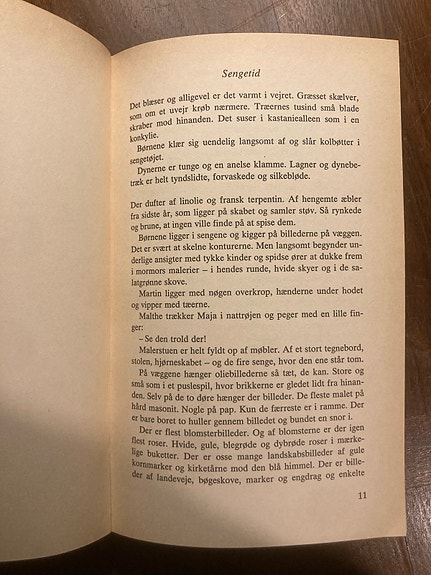 Sengetid
Det blæser og alligevel er det varmt i vejret. Græsset skælver,
som om et uvejr krøb nærmere. Træernes tusind små blade
skraber mod hinanden. Det suser i kastaniealleen som i en
konkylie.
Børnene klær sig uendelig langsomt af og slår kolbøtter i
sengetøjet.
Dynerne er tunge og en anelse klamme. Lagner og dynebe-
træk er helt tyndslidte, forvaskede og silkebløde.
Der dufter af linolie og fransk terpentin. Af hengemte æbler
fra sidste år, som ligger på skabet og samler støv. Så rynkede
og brune, at ingen ville finde på at spise dem.
Børnene ligger i sengene og kigger på billederne på væggen.
Det er svært at skelne konturerne. Men langsomt begynder un-
derlige ansigter med tykke kinder og spidse ører at dukke frem
i mormors malerier – i hendes runde, hvide skyer og i de sa-
latgrønne skove.
Martin ligger med nøgen overkrop, hænderne under hodet
og vipper med tæerne.
Malthe trækker Maja i nattrøjen og peger med en lille fin-
ger:
– Se den trold der!
Malerstuen er helt fyldt op af møbler. Af et stort tegnebord,
stolen, hjørneskabet – og de fire senge, hvor den ene står tom.
På væggene hænger oliebillederne så tæt, de kan. Store og
små som i et puslespil, hvor brikkerne er gledet lidt fra hinan-
den. Selv på de to døre hænger der billeder. De fleste malet på
hård masonit. Nogle på pap. Kun de færreste er i ramme. Der
er bare boret to huller gennem billedet og bundet en snor i.
Der er flest blomsterbilleder. Og af blomsterne er der igen
flest roser. Hvide, gule, blegrøde og dybrøde roser i mærke-
lige buketter. Der er osse mange landskabsbilleder af gule
kornmarker og kirketårne mod den blå himmel. Der er bille-
der af landeveje, bøgeskove, marker og engdrag og enkelte
11